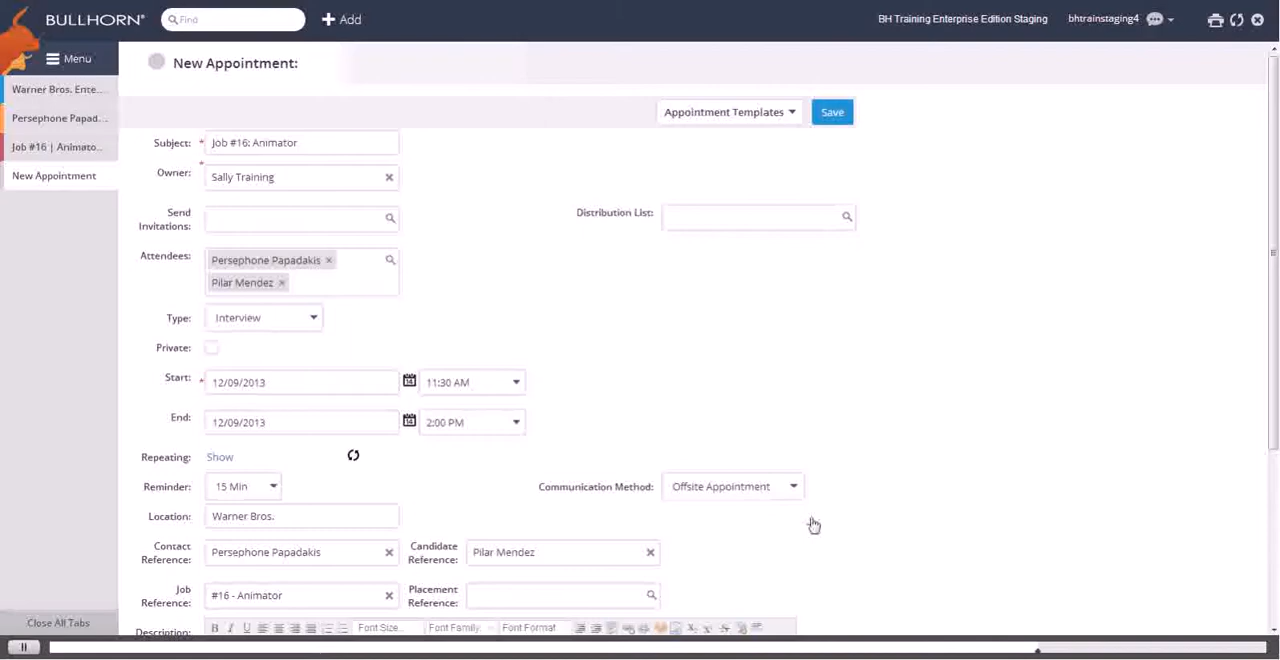 BULLHORN® Find + Add BH Training Enterprise Edition Staging bhtrainstaging4
Menu
New Appointment:
Warner Bros. Ente...
Persephone Papad...
Job #16 | Animato...
New Appointment
Appointment Templates Save
Subject: * Job #16: Animator
Owner: * Sally Training
Send Invitations:
Distribution List:
Attendees: Persephone Papadakis ×
Pilar Mendez ×
Type: Interview
Private:
Start: * 12/09/2013 14 11:30 AM
End: 12/09/2013 14 2:00 PM
Repeating: Show
Reminder: 15 Min Communication Method: Offsite Appointment
Location: Warner Bros.
Contact Reference: Persephone Papadakis Candidate Reference: Pilar Mendez
Job Reference: #16 - Animator Placement Reference:
Description: B I U Font Size... Font Family Font Format
Close All Tabs